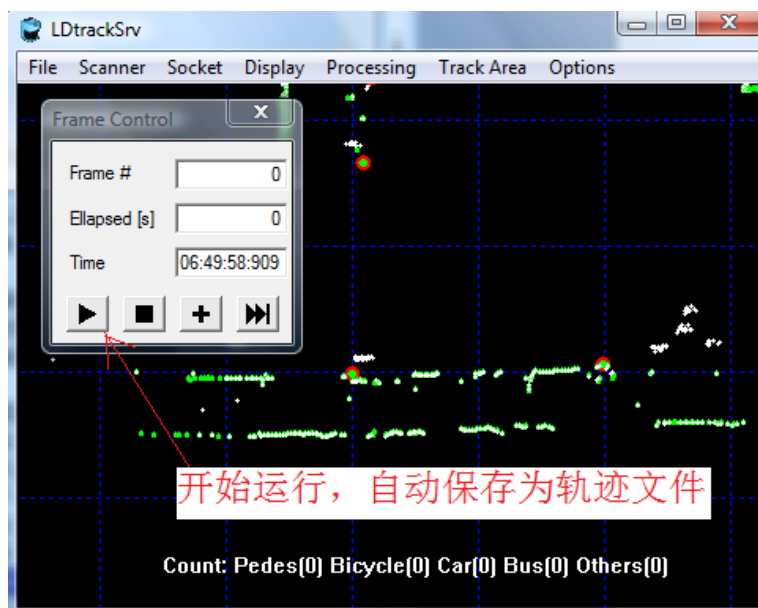 LDtrackSrv
File Scanner Socket Display Processing Track Area Options
Frame Control
Frame # 0
Ellapsed [s] 0
Time 06:49:58:909
开始运行，自动保存为轨迹文件
Count: Pedes(0) Bicycle(0) Car(0) Bus(0) Others(0)